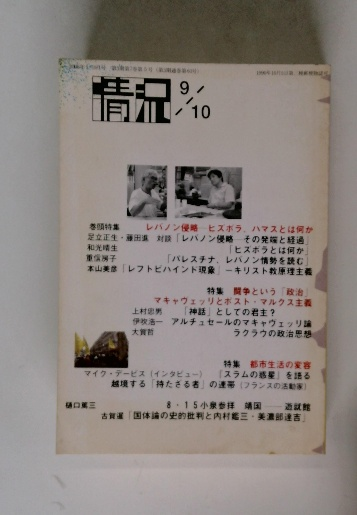 情況
9/10
巻頭特集 レバノン侵略―ヒズボラ、ハマスとは何か
足立正生・藤田進 対談「レバノン侵略―その発端と経過」
和光晴生 「ヒズボラとは何か」
重信房子 「パレスチナ、レバノン情勢を読む」
本山美彦「レフトビハインド現象」―キリスト教原理主義
特集 闘争という「政治」
マキャヴェッリとポスト・マルクス主義
上村忠男 「神話」としての君主?
伊吹浩一 アルチュセールのマキャヴェッリ論
大賀哲 ラクラウの政治思想
特集 都市生活の変容
マイク・デービス(インタビュー) 「スラムの惑星」を語る
越境する「持たざる者」の連帯(フランスの活動家)
樋口篤三 8・15小泉参拝 靖国――遊就館
古賀暹「国体論の史的批判と内村鑑三・美濃部達吉」